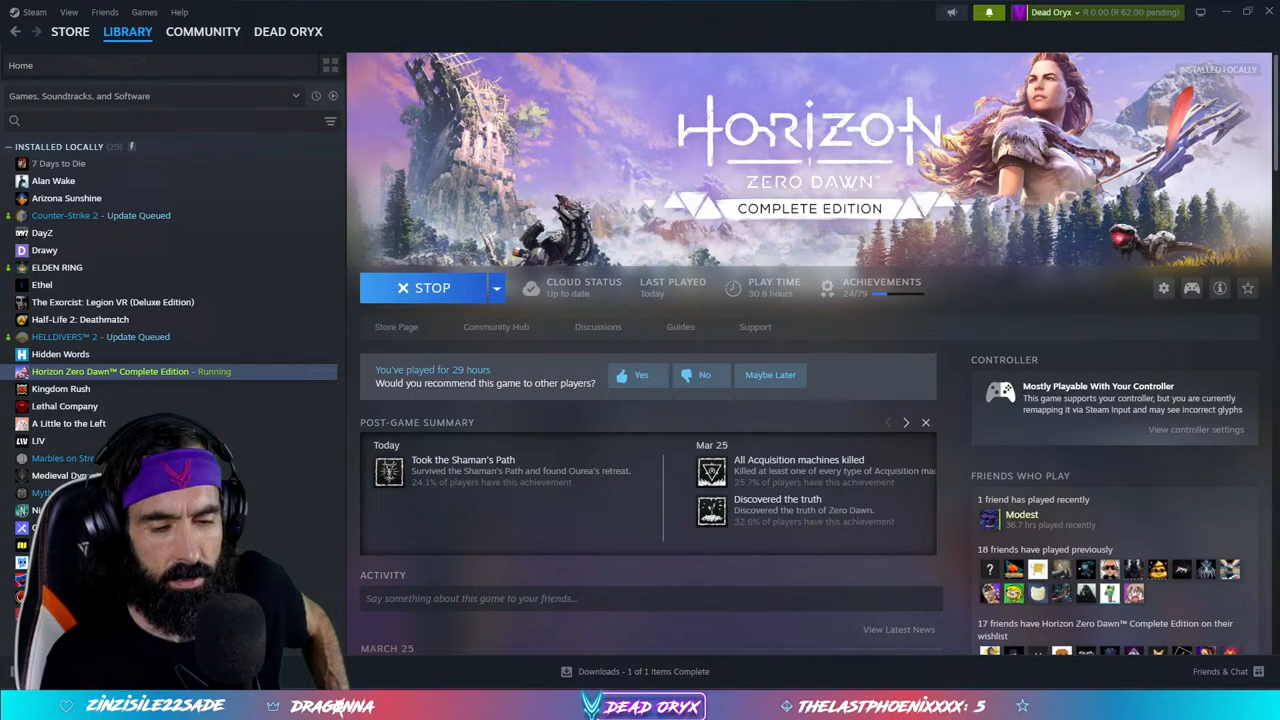 Steam View Friends Games Help
Dead Oryx R 0.00 (R 62.00 pending)
STORE LIBRARY COMMUNITY DEAD ORYX
Home
Games, Soundtracks, and Software
INSTALLED LOCALLY (29)
7 Days to Die
Alan Wake
Arizona Sunshine
Counter-Strike 2 - Update Queued
DayZ
Drawy
ELDEN RING
Ethel
The Exorcist: Legion VR (Deluxe Edition)
Half-Life 2: Deathmatch
HELLDIVERS™ 2 - Update Queued
Hidden Words
Horizon Zero Dawn™ Complete Edition - Running
Kingdom Rush
Lethal Company
A Little to the Left
LIV
Marbles on Str
Medieval Dyn
Myth
Ni
INSTALLED LOCALLY
HORIZON
ZERO DAWN™
COMPLETE EDITION
STOP
CLOUD STATUS
Up to date
LAST PLAYED
Today
PLAY TIME
30.6 hours
ACHIEVEMENTS
24/79
Store Page Community Hub Discussions Guides Support
You've played for 29 hours
Would you recommend this game to other players?
Yes No Maybe Later
POST-GAME SUMMARY
Today
Took the Shaman's Path
Survived the Shaman's Path and found Ourea's retreat.
24.1% of players have this achievement
Mar 25
All Acquisition machines killed
Killed at least one of every type of Acquisition mac
25.7% of players have this achievement
Discovered the truth
Discovered the truth of Zero Dawn.
32.6% of players have this achievement
ACTIVITY
Say something about this game to your friends...
View Latest News
MARCH 25
CONTROLLER
Mostly Playable With Your Controller
This game supports your controller, but you are currently
remapping it via Steam Input and may see incorrect glyphs
View controller settings
FRIENDS WHO PLAY
1 friend has played recently
Modest
36.7 hrs played recently
18 friends have played previously
17 friends have Horizon Zero Dawn™ Complete Edition on their
wishlist
Downloads - 1 of 1 Items Complete
Friends & Chat
ZINZISILE22SADE
DRAGONNA
DEAD ORYX
THELASTPHOENIXXXX: 5